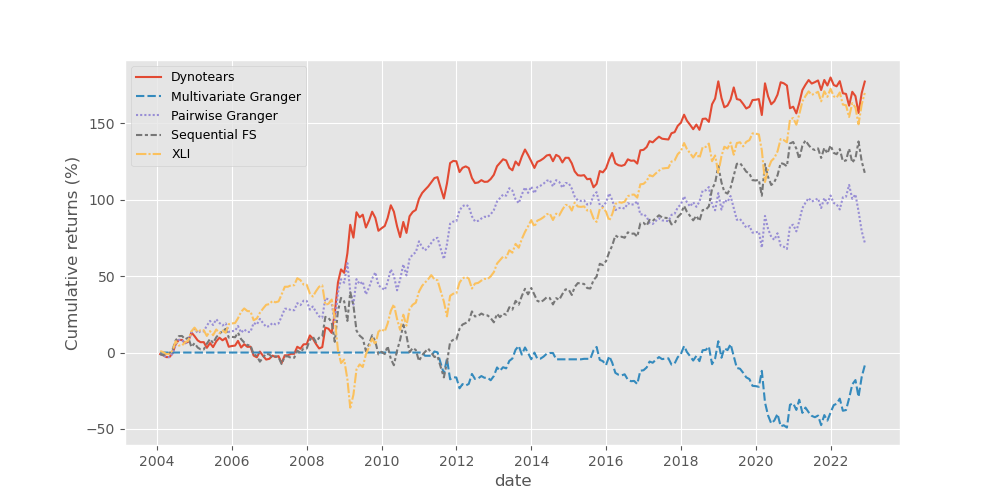 Dynotears
Multivariate Granger
Pairwise Granger
Sequential FS
XLI
Cumulative returns (%)
150
100
50
0
−50
2004 2006 2008 2010 2012 2014 2016 2018 2020 2022
date